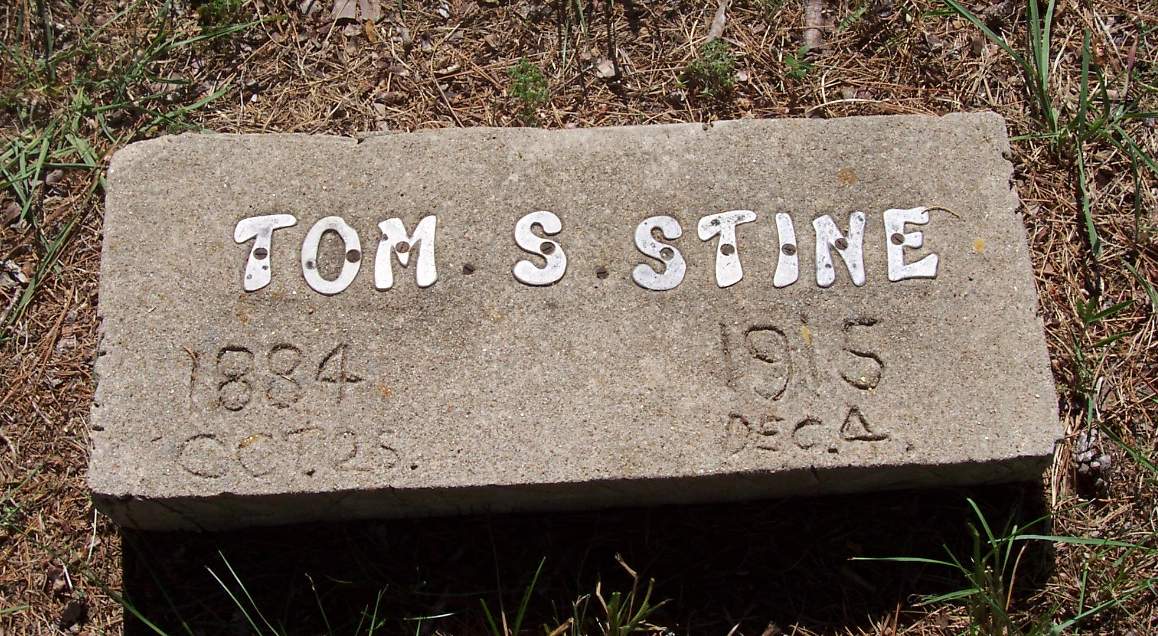 TOM S STINE
1884 1915
OCT. 25 DEC. 4